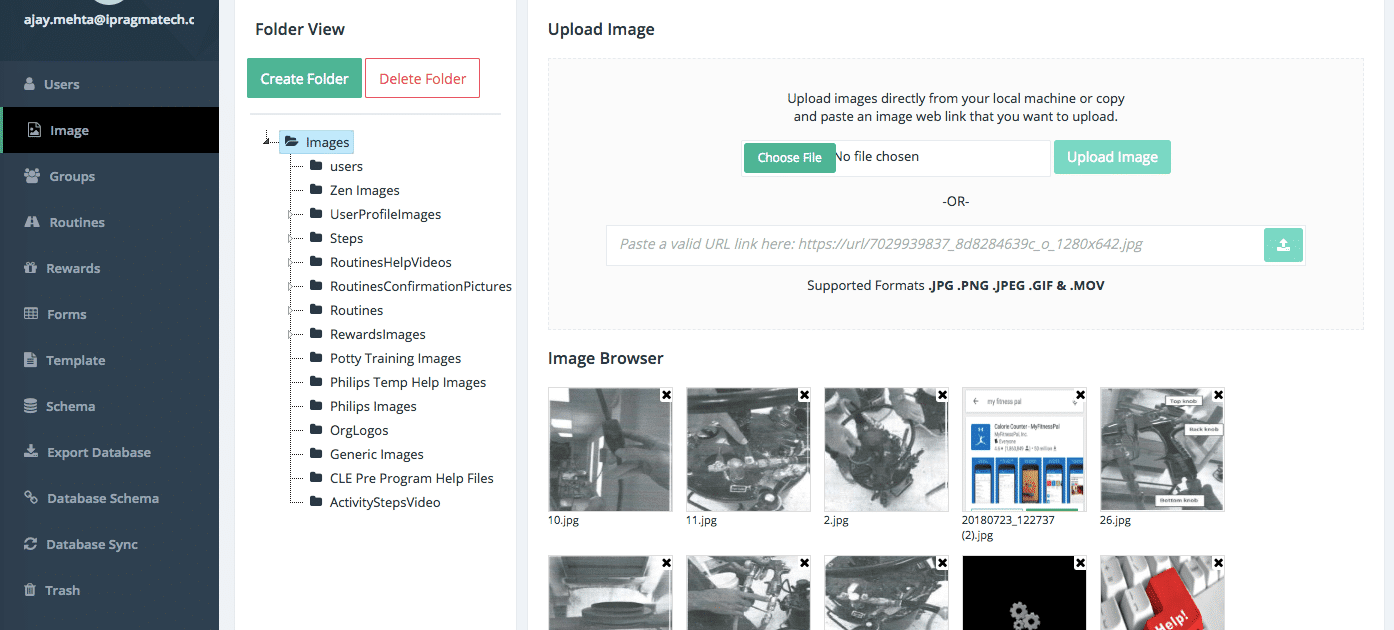 ajay.mehta@ipragmatech.c
Users
Image
Groups
Routines
Rewards
Forms
Template
Schema
Export Database
Database Schema
Database Sync
Trash
Folder View
Create Folder
Delete Folder
Images
users
Zen Images
UserProfileImages
Steps
RoutinesHelpVideos
RoutinesConfirmationPictures
Routines
RewardsImages
Potty Training Images
Philips Temp Help Images
Philips Images
OrgLogos
Generic Images
CLE Pre Program Help Files
ActivityStepsVideo
Upload Image
Upload images directly from your local machine or copy
and paste an image web link that you want to upload.
Choose File
No file chosen
Upload Image
-OR-
Paste a valid URL link here: https://url/7029939837_8d8284639c_o_1280x642.jpg
Supported Formats .JPG .PNG .JPEG .GIF & .MOV
Image Browser
my fitness pal
Calorie Counter - MyFitnessPal
MyFitnessPal, Inc.
Everyone
Top knob
Back knob
Bottom knob
10.jpg
11.jpg
2.jpg
20180723_122737
(2).jpg
26.jpg
Help!